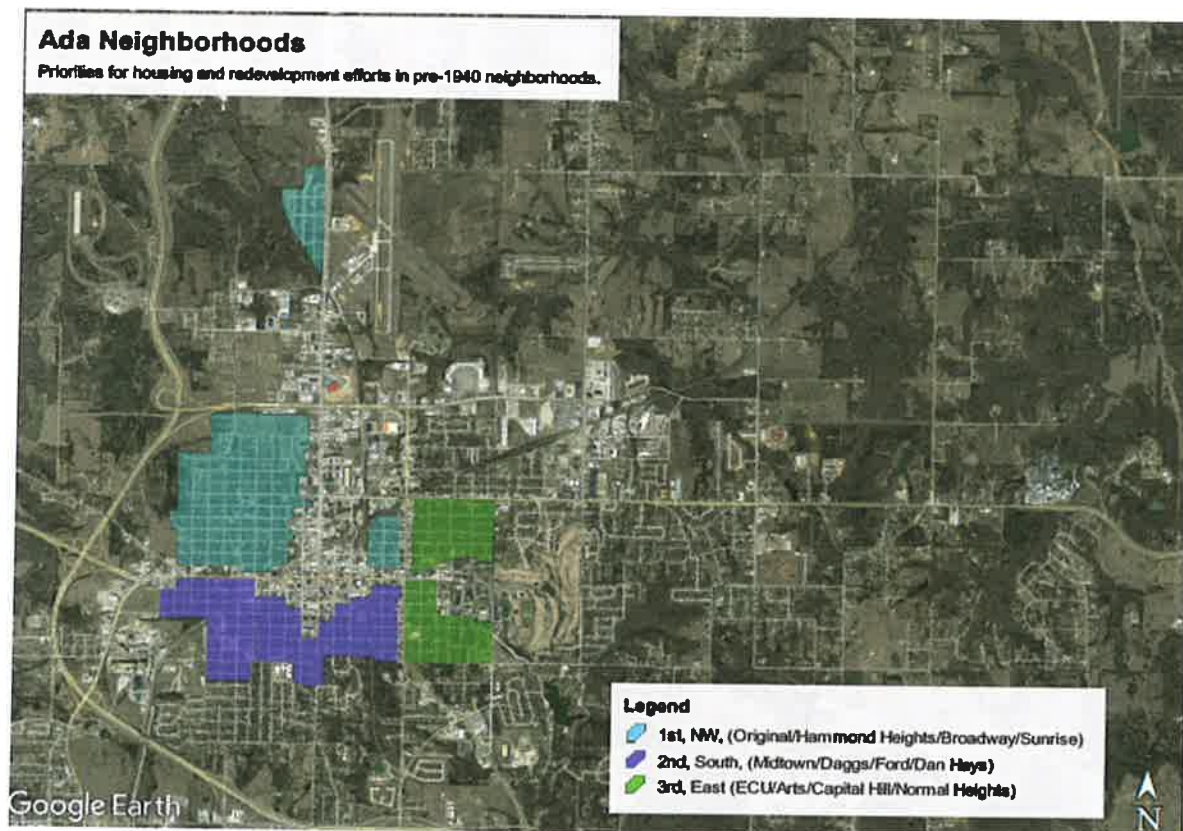 Ada Neighborhoods
Priorities for housing and redevelopment efforts in pre-1940 neighborhoods.
Legend
1st, NW, (Original/Hammond Heights/Broadway/Sunrise)
2nd, South, (Midtown/Daggs/Ford/Dan Hays)
3rd, East (ECU/Arts/Capital Hill/Normal Heights)
Google Earth
N